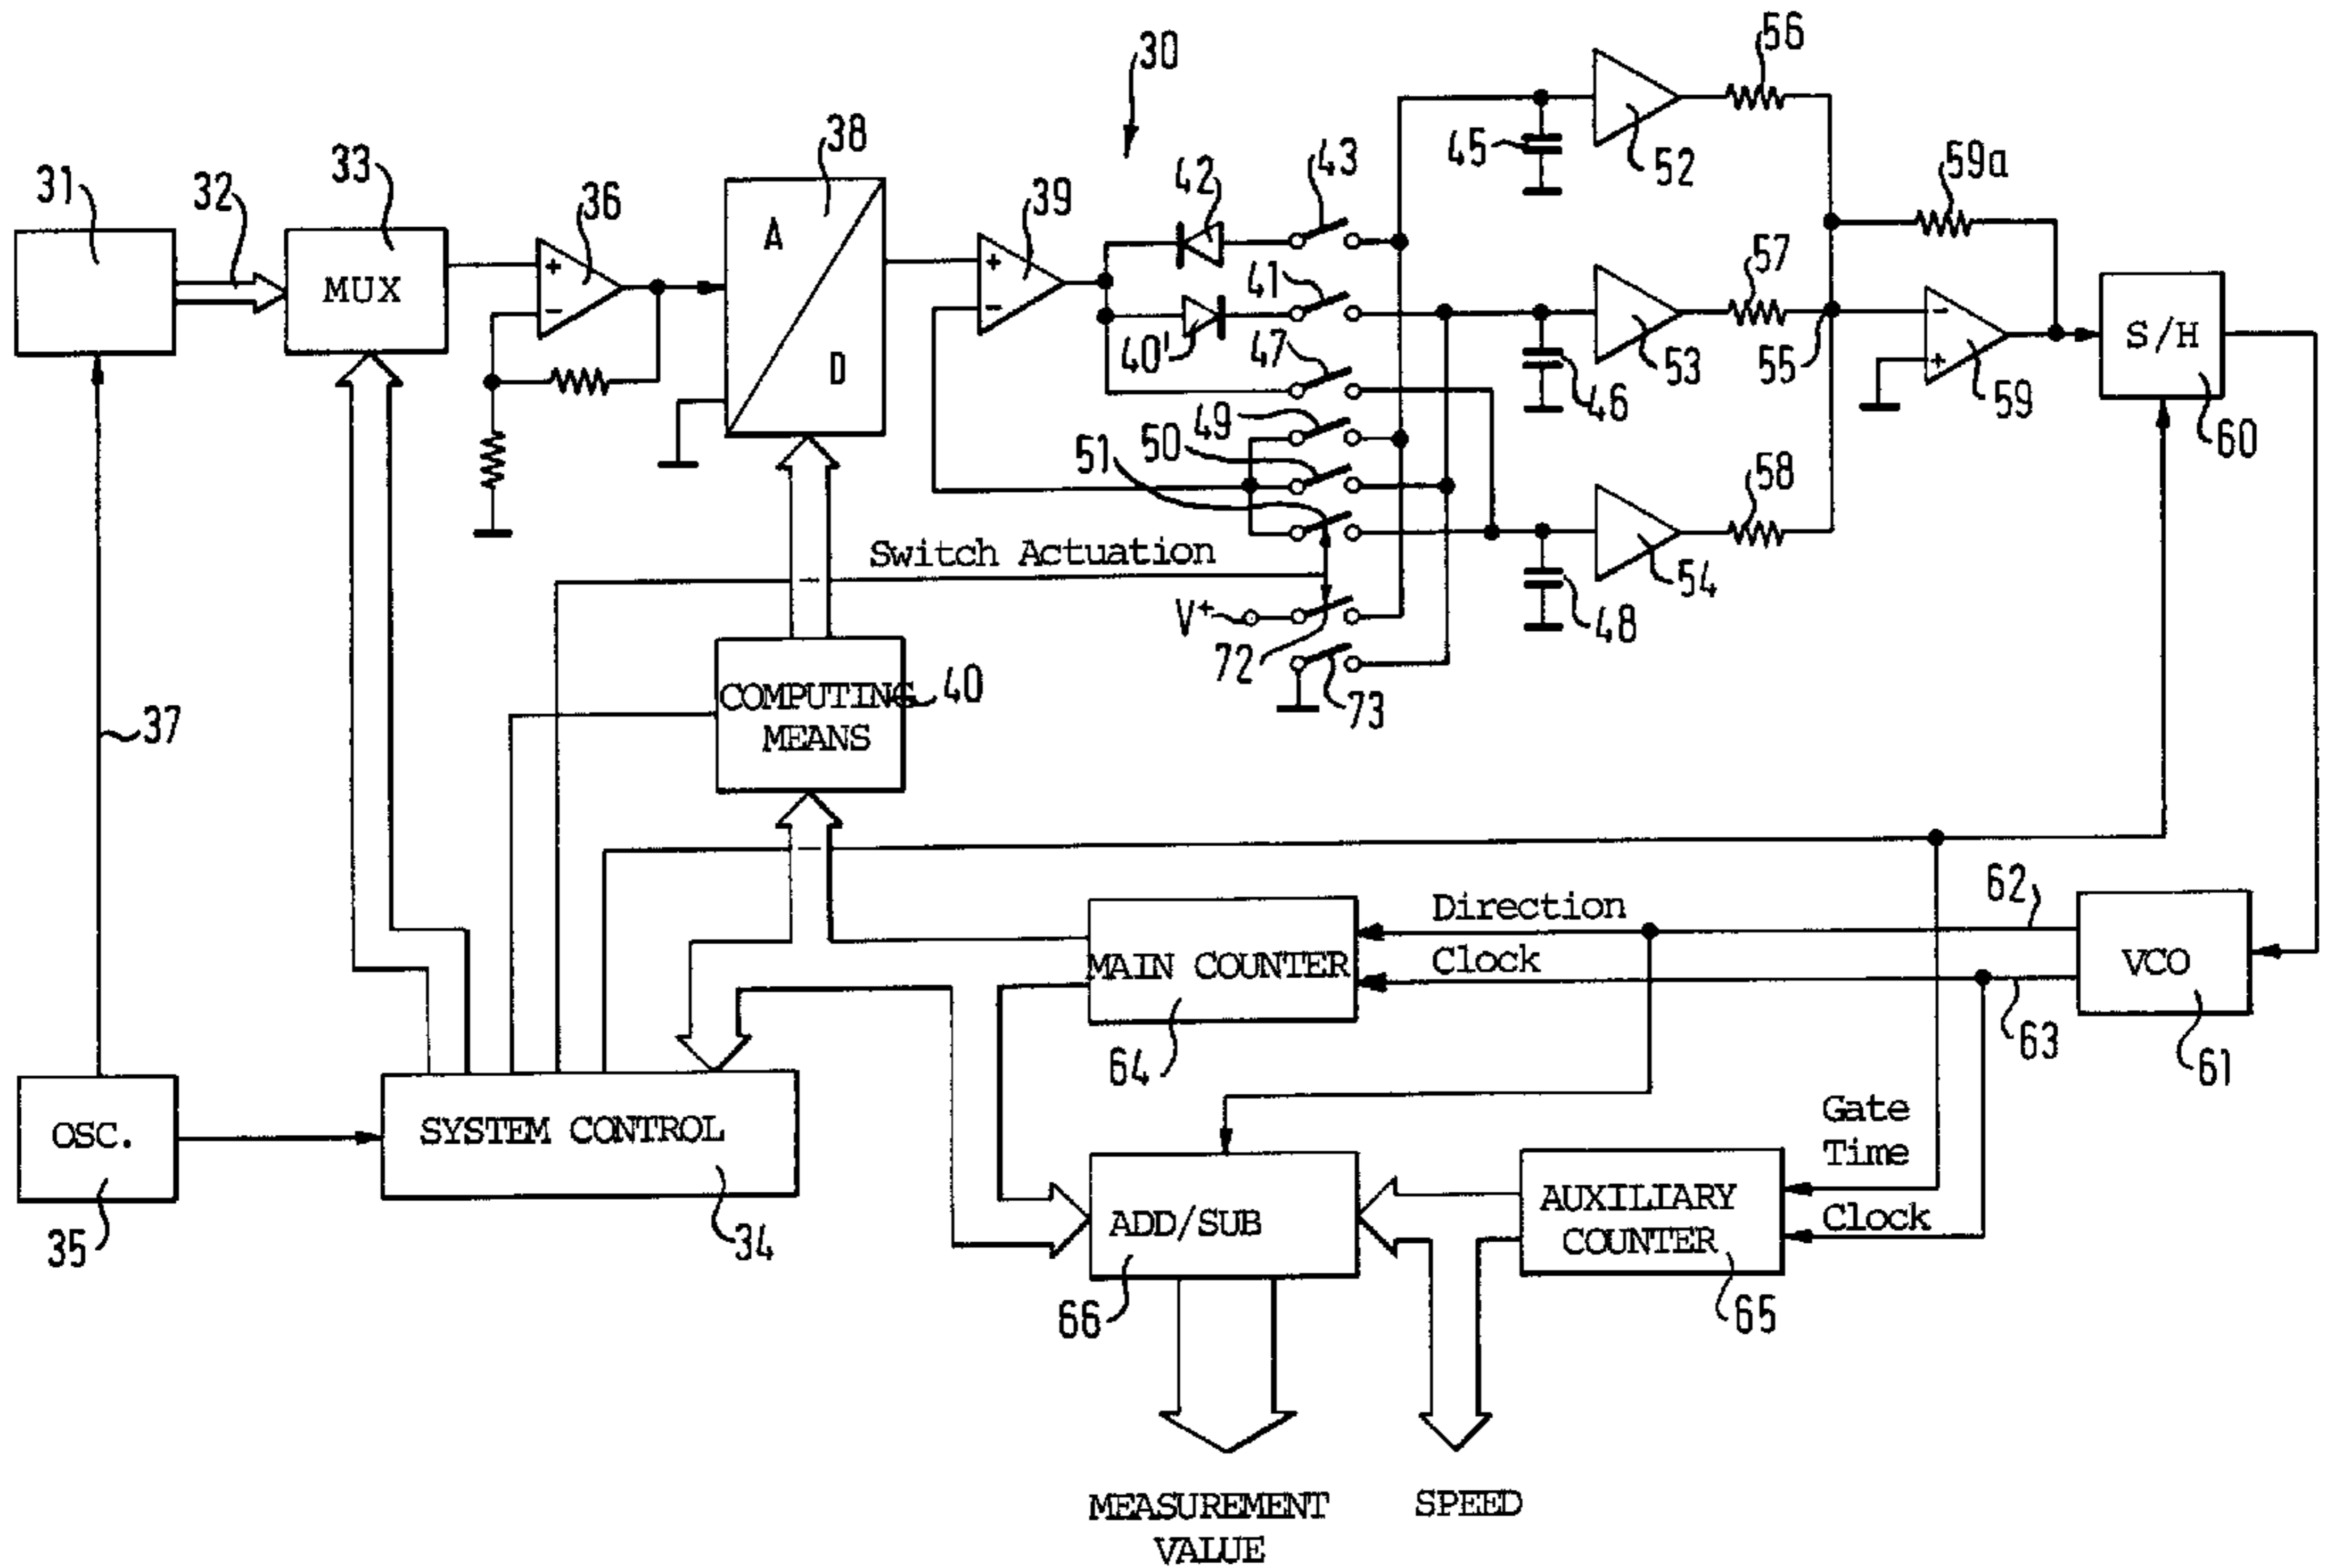 30
56
38
59a
31
32
33
36
39
42
43
45
52
MUX
+
-
A
D
+
-
41
40'
47
57
53
55
46
-
+
59
S/H
60
49
50
51
58
54
48
Switch Actuation
V+
72
73
COMPUTING
MEANS
40
37
62
Direction
Clock
MAIN COUNTER
64
VCO
63
61
OSC.
35
SYSTEM CONTROL
34
Gate
Time
Clock
ADD/SUB
66
AUXILIARY
COUNTER
65
MEASUREMENT
VALUE
SPEED